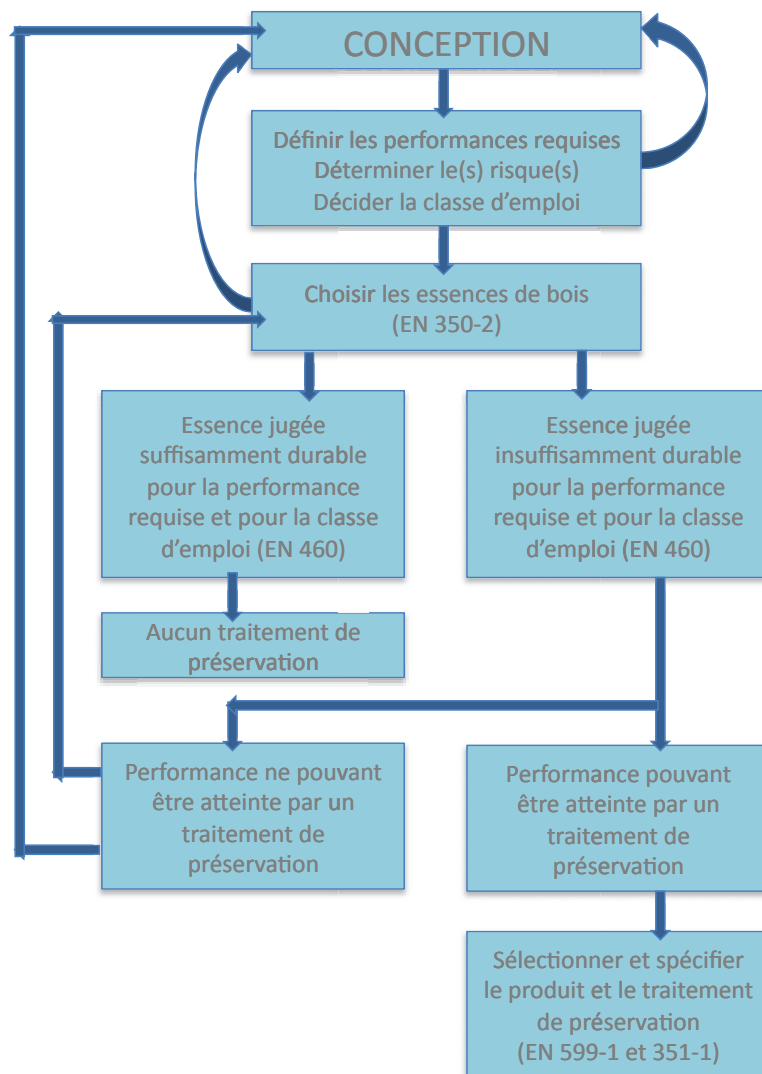 CONCEPTION
Définir les performances requises
Déterminer le(s) risque(s)
Décider la classe d’emploi
Choisir les essences de bois
(EN 350-2)
Essence jugée
suffisamment durable
pour la performance
requise et pour la classe
d’emploi (EN 460)
Essence jugée
insuffisamment durable
pour la performance
requise et pour la classe
d’emploi (EN 460)
Aucun traitement de
préservation
Performance ne pouvant
être atteinte par un
traitement de
préservation
Performance pouvant
être atteinte par un
traitement de
préservation
Sélectionner et spécifier
le produit et le traitement
de préservation
(EN 599-1 et 351-1)